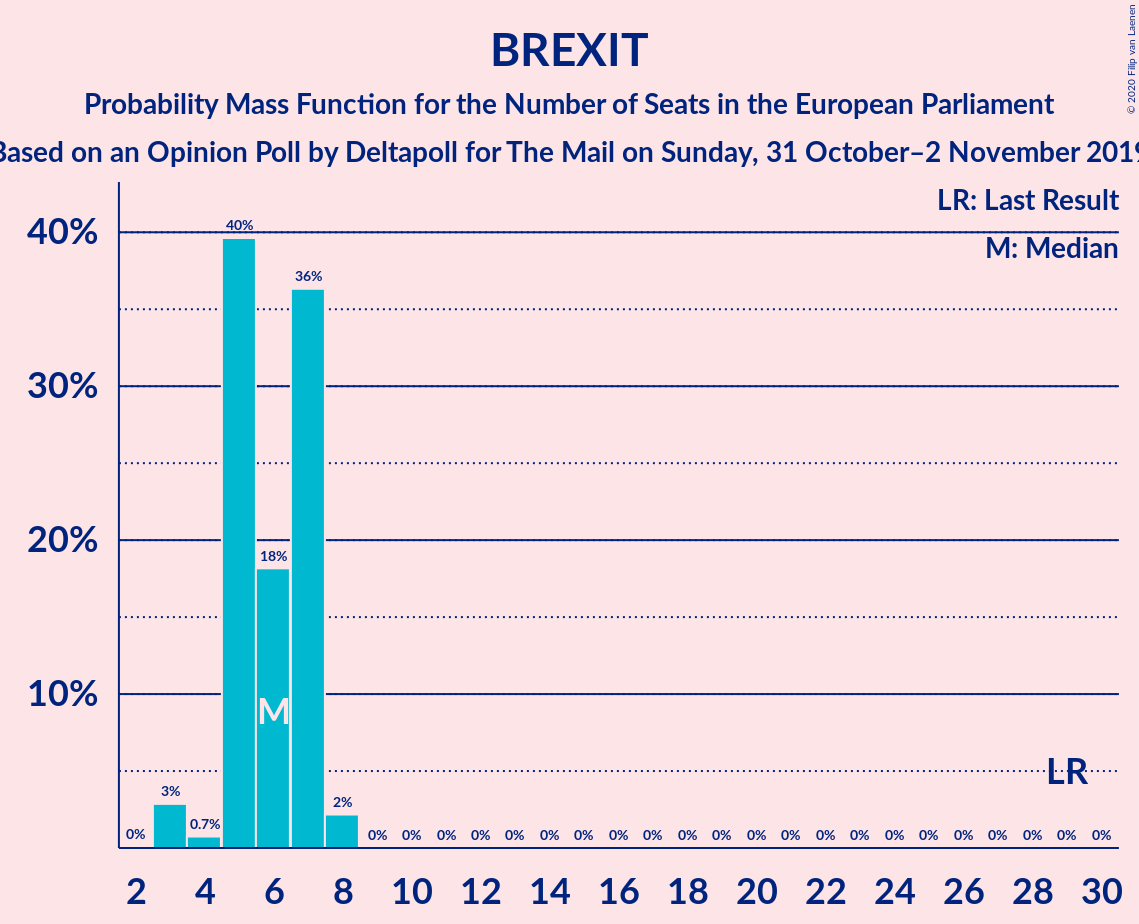 BREXIT
Probability Mass Function for the Number of Seats in the European Parliament
Based on an Opinion Poll by Deltapoll for The Mail on Sunday, 31 October–2 November 2019
© 2020 Filip van Laenen
LR: Last Result
M: Median
40%
30%
20%
10%
0% 3% 0.7% 40% 18% 36% 2% 0% 0% 0% 0% 0% 0% 0% 0% 0% 0% 0% 0% 0% 0% 0% 0% 0% 0% 0% 0% 0% 0%
M
LR
2 4 6 8 10 12 14 16 18 20 22 24 26 28 30